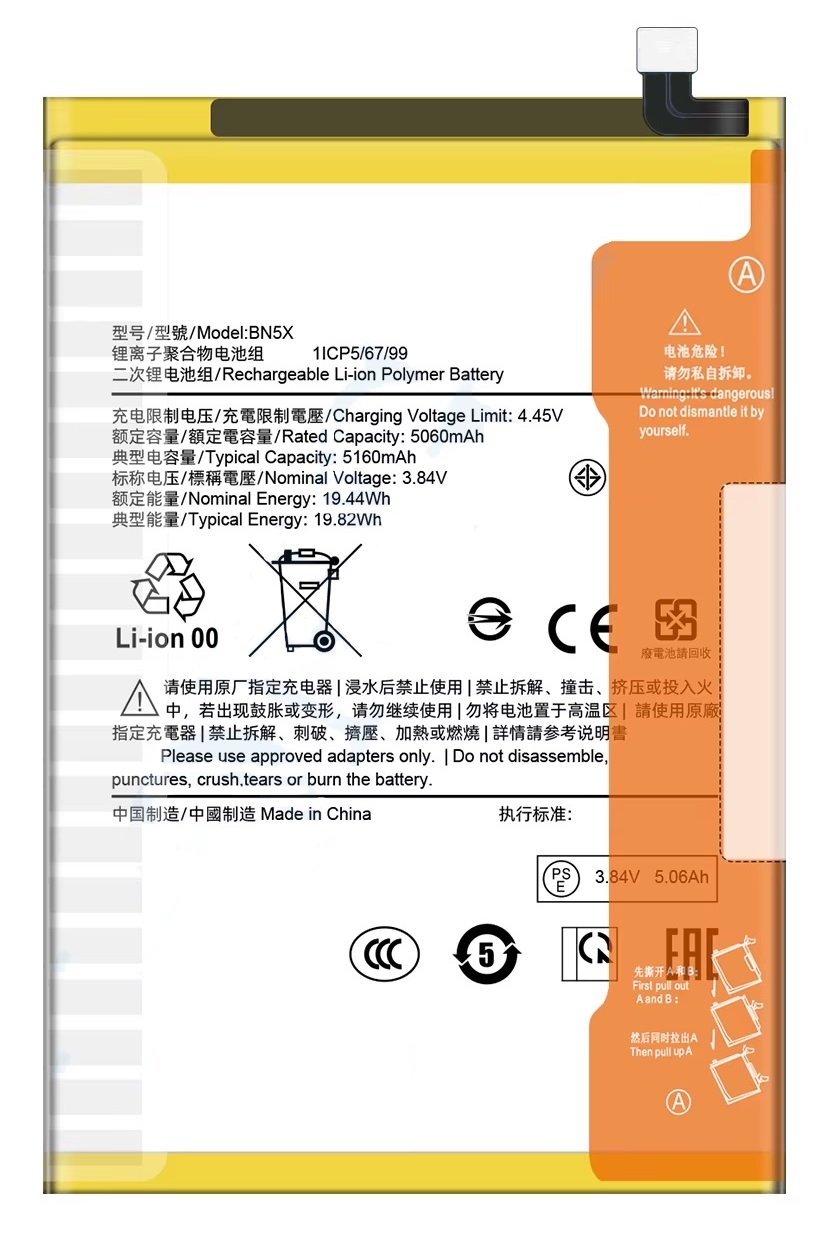 A
电池危险！
请勿私自拆卸。
Warning:It's dangerous!
Do not dismantle it by
yourself.
型号/型號/Model:BN5X
锂离子聚合物电池组 1ICP5/67/99
二次锂电池组/Rechargeable Li-ion Polymer Battery
充电限制电压/充電限制電壓/Charging Voltage Limit: 4.45V
额定容量/額定電容量/Rated Capacity: 5060mAh
典型电容量/Typical Capacity: 5160mAh
标称电压/標稱電壓/Nominal Voltage: 3.84V
额定能量/Nominal Energy: 19.44Wh
典型能量/Typical Energy: 19.82Wh
Li-ion 00
CE
廢電池請回收
请使用原厂指定充电器 | 浸水后禁止使用 | 禁止拆解、撞击、挤压或投入火
中，若出现鼓胀或变形，请勿继续使用 | 勿将电池置于高温区 | 請使用原廠
指定充電器 | 禁止拆解、刺破、擠壓、加熱或燃燒 | 詳情請参考说明書
Please use approved adapters only. | Do not disassemble,
punctures, crush,tears or burn the battery.
中国制造/中國制造 Made in China 执行标准:
PS
E
3.84V 5.06Ah
CCC
5
EAC
先撕开A和B:
First pull out
A and B :
然后同时拉出A
Then pull up A
A